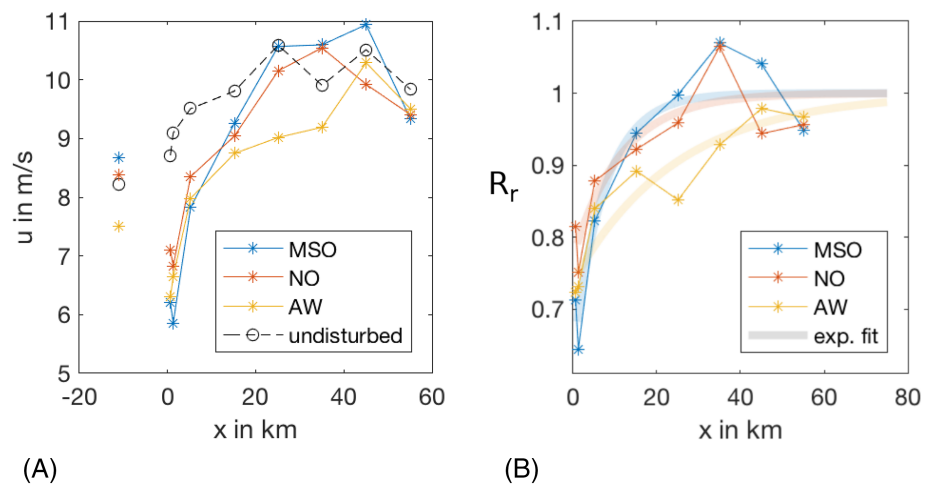 11
10
9
8
7
6
5
-20
0
20
40
60
u in m/s
x in km
MSO
NO
AW
undisturbed
(A)
1.1
1
0.9
0.8
0.7
0
20
40
60
80
Rr
x in km
MSO
NO
AW
exp. fit
(B)